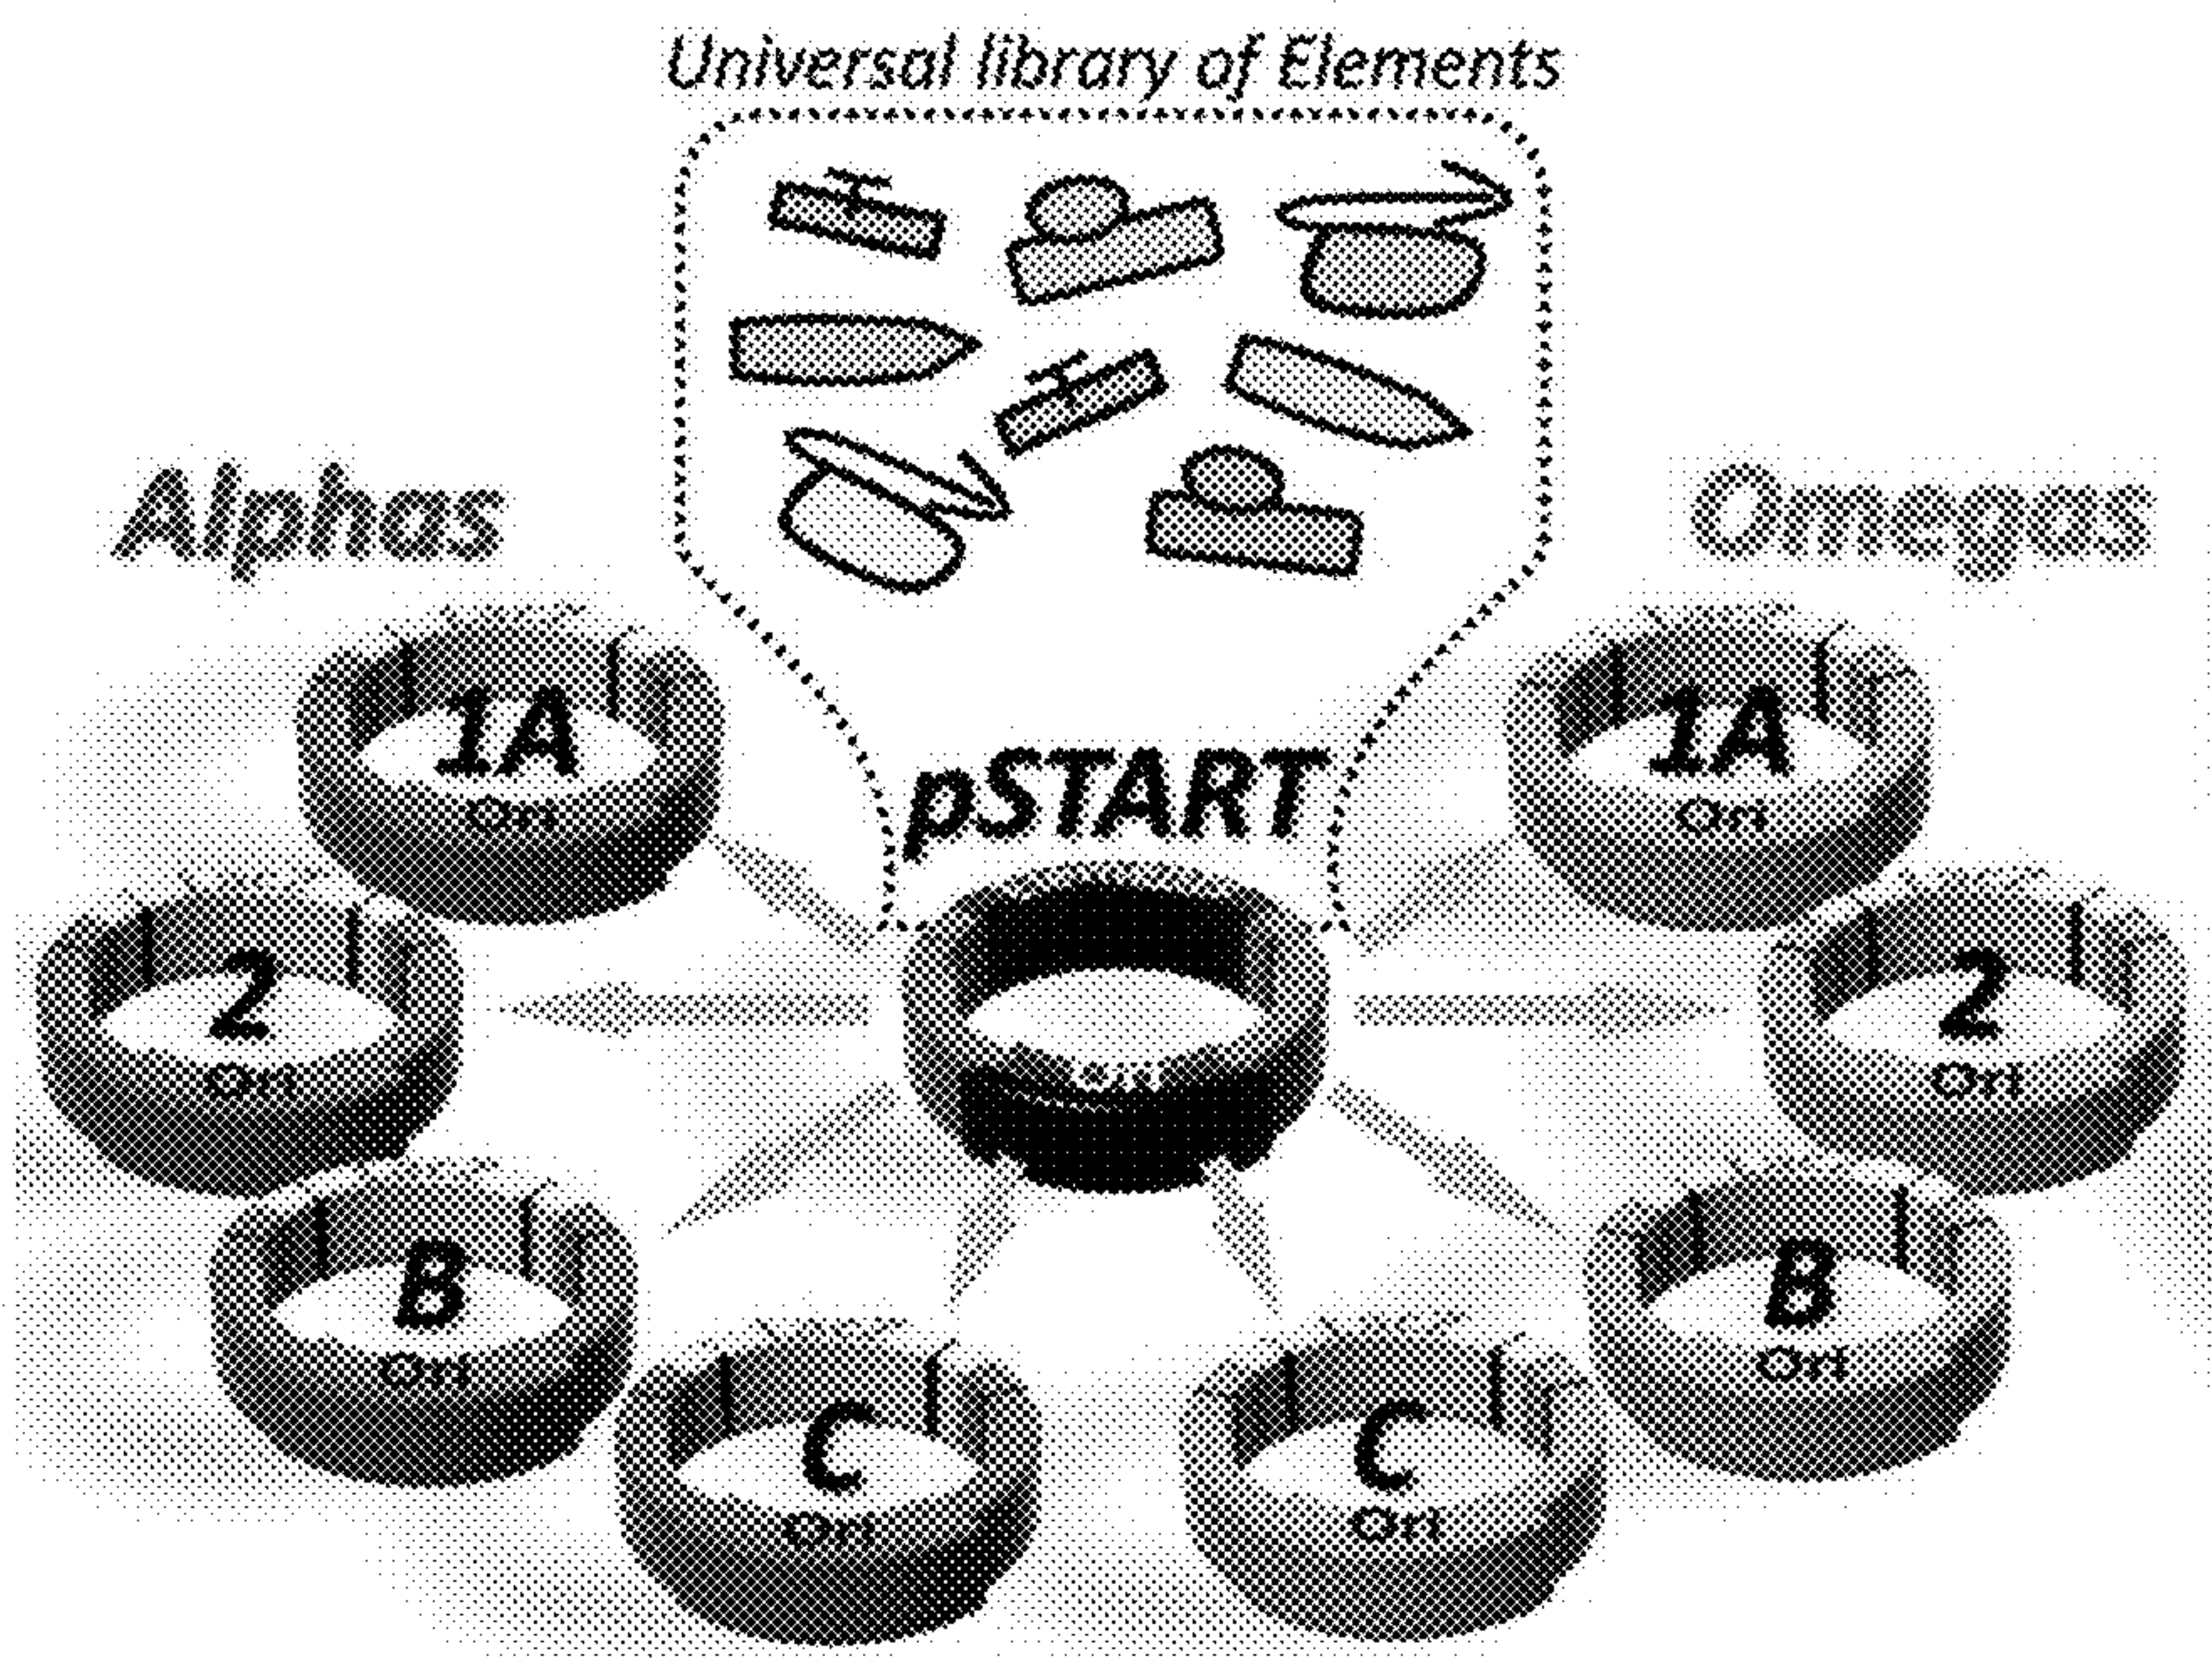 Universal library of Elements
Alphas
Omegas
1A
Ori
1A
Ori
pSTART
Ori
2
Ori
2
Ori
B
Ori
B
Ori
C
Ori
C
Ori